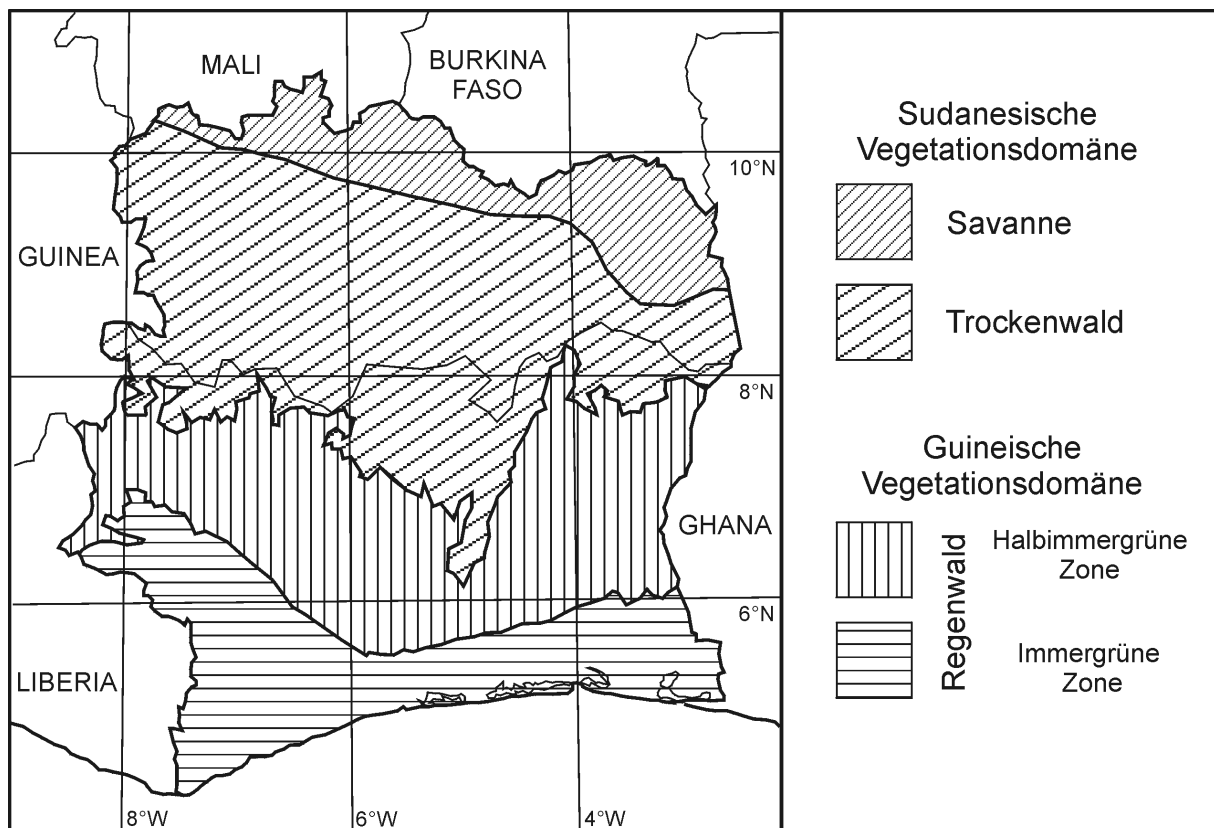 MALI
BURKINA
FASO
10°N
GUINEA
8°N
GHANA
6°N
LIBERIA
8°W
6°W
4°W
Sudanesische
Vegetationsdomäne
Savanne
Trockenwald
Guineische
Vegetationsdomäne
Regenwald
Halbimmergrüne
Zone
Immergrüne
Zone